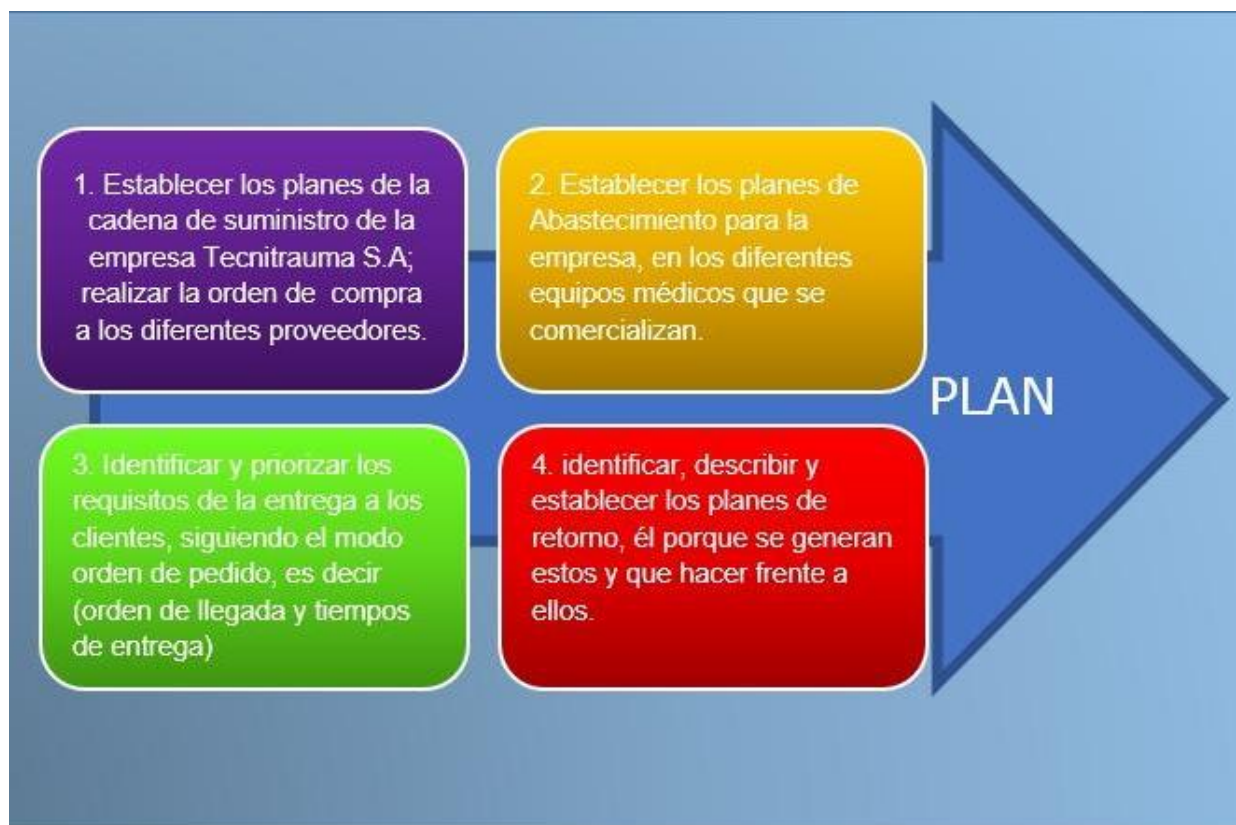 1. Establecer los planes de la
cadena de suministro de la
empresa Tecnitrauma S.A;
realizar la orden de compra
a los diferentes proveedores.
2. Establecer los planes de
Abastecimiento para la
empresa, en los diferentes
equipos médicos que se
comercializan.
3. Identificar y priorizar los
requisitos de la entrega a los
clientes, siguiendo el modo
orden de pedido, es decir
(orden de llegada y tiempos
de entrega)
4. identificar, describir y
establecer los planes de
retorno, él porque se generan
estos y que hacer frente a
ellos.
PLAN